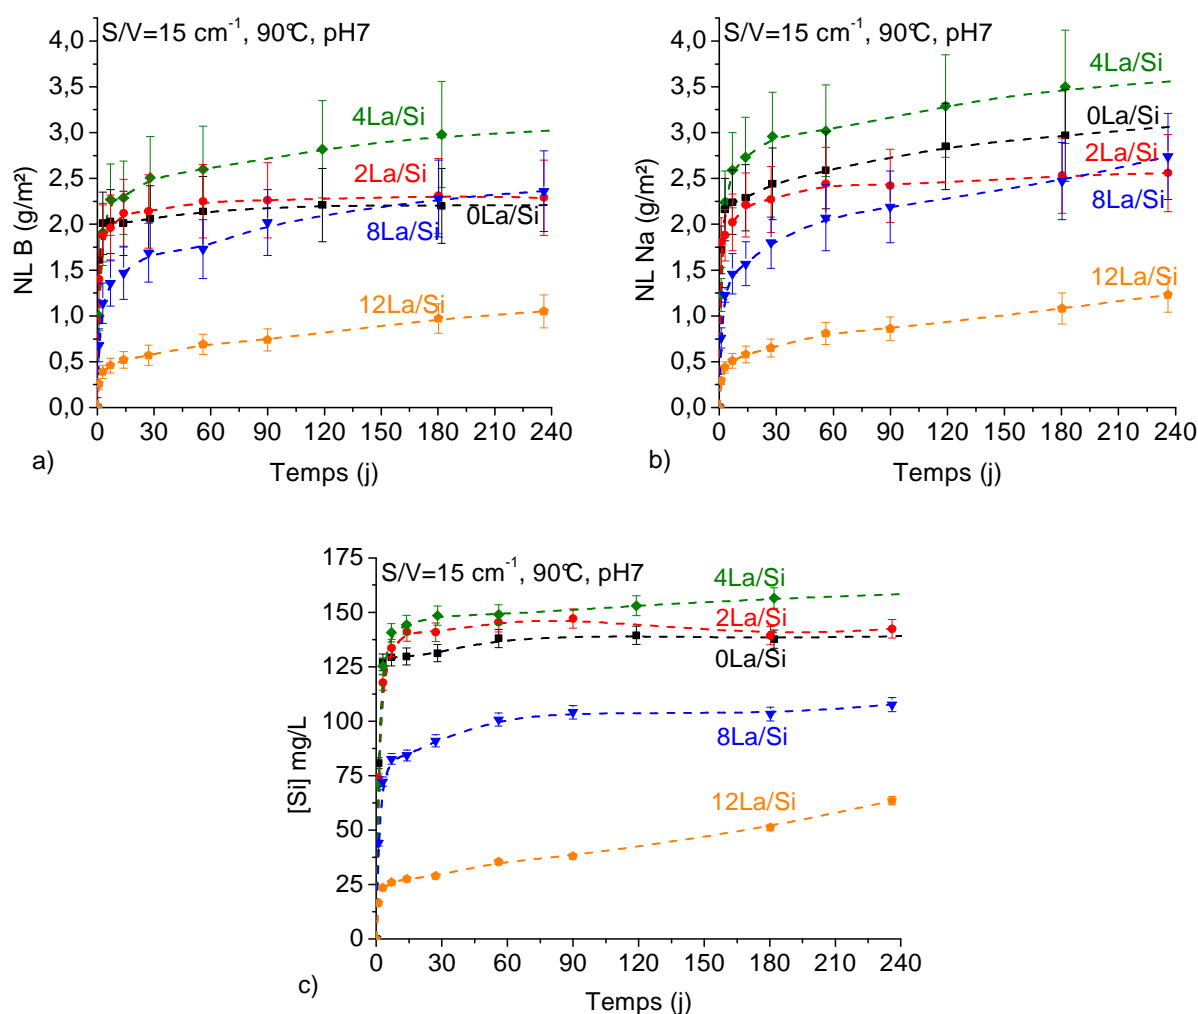 S/V=15 cm⁻¹, 90℃, pH7
4,0
3,5
3,0
2,5
2,0
1,5
1,0
0,5
0,0
NL B (g/m²)
4La/Si
2La/Si
0La/Si
8La/Si
12La/Si
0 30 60 90 120 150 180 210 240
Temps (j)
a)
S/V=15 cm⁻¹, 90℃, pH7
4,0
3,5
3,0
2,5
2,0
1,5
1,0
0,5
0,0
NL Na (g/m²)
4La/Si
0La/Si
2La/Si
8La/Si
12La/Si
0 30 60 90 120 150 180 210 240
Temps (j)
b)
S/V=15 cm⁻¹, 90℃, pH7
175
150
125
100
75
50
25
0
[Si] mg/L
4La/Si
2La/Si
0La/Si
8La/Si
12La/Si
0 30 60 90 120 150 180 210 240
Temps (j)
c)